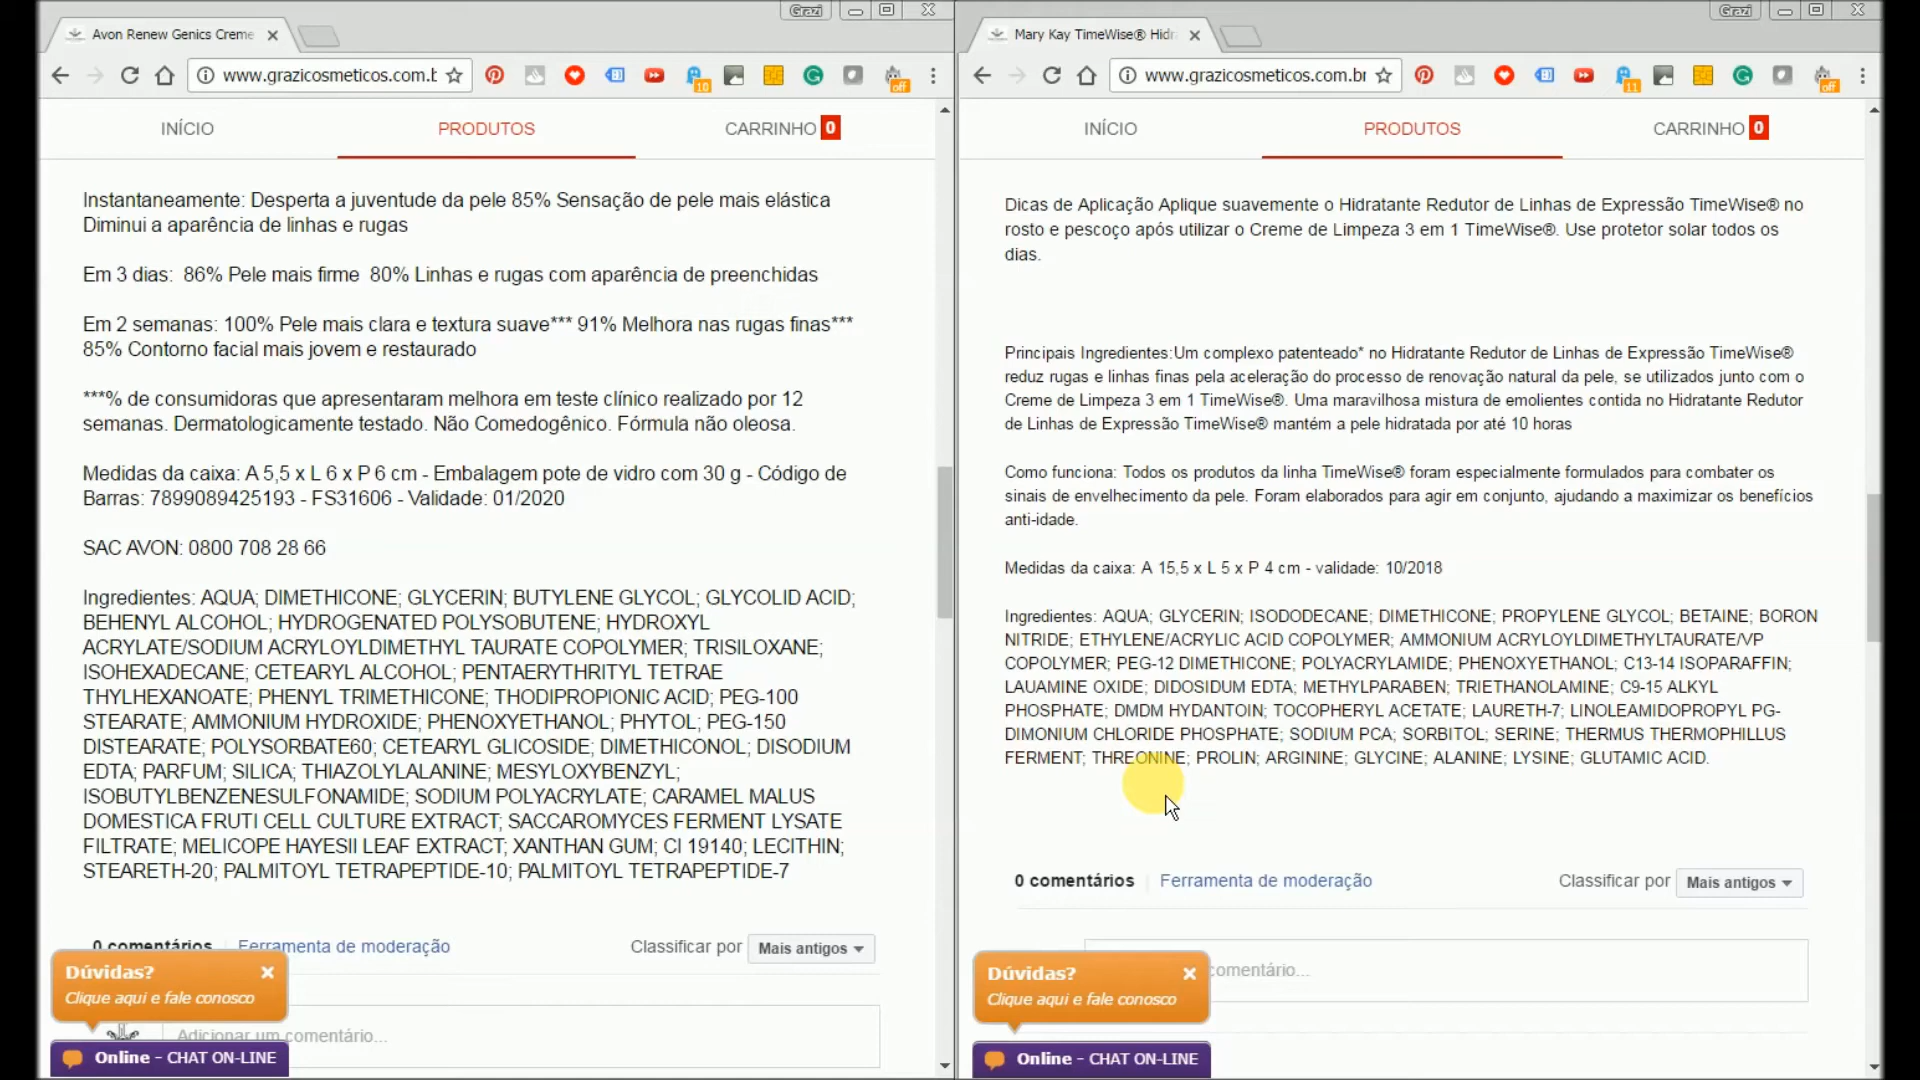 Grazi
Avon Renew Genics Creme
www.grazicosmeticos.com.b
10
off
INÍCIO
PRODUTOS
CARRINHO 0
Instantaneamente: Desperta a juventude da pele 85% Sensação de pele mais elástica
Diminui a aparência de linhas e rugas
Em 3 dias: 86% Pele mais firme 80% Linhas e rugas com aparência de preenchidas
Em 2 semanas: 100% Pele mais clara e textura suave*** 91% Melhora nas rugas finas***
85% Contorno facial mais jovem e restaurado
***% de consumidoras que apresentaram melhora em teste clínico realizado por 12
semanas. Dermatologicamente testado. Não Comedogênico. Fórmula não oleosa.
Medidas da caixa: A 5,5 x L 6 x P 6 cm - Embalagem pote de vidro com 30 g - Código de
Barras: 7899089425193 - FS31606 - Validade: 01/2020
SAC AVON: 0800 708 28 66
Ingredientes: AQUA; DIMETHICONE; GLYCERIN; BUTYLENE GLYCOL; GLYCOLID ACID;
BEHENYL ALCOHOL; HYDROGENATED POLYSOBUTENE; HYDROXYL
ACRYLATE/SODIUM ACRYLOYLDIMETHYL TAURATE COPOLYMER; TRISILOXANE;
ISOHEXADECANE; CETEARYL ALCOHOL; PENTAERYTHRITYL TETRAE
THYLHEXANOATE; PHENYL TRIMETHICONE; THODIPROPIONIC ACID; PEG-100
STEARATE; AMMONIUM HYDROXIDE; PHENOXYETHANOL; PHYTOL; PEG-150
DISTEARATE; POLYSORBATE60; CETEARYL GLICOSIDE; DIMETHICONOL; DISODIUM
EDTA; PARFUM; SILICA; THIAZOLYLALANINE; MESYLOXYBENZYL;
ISOBUTYLBENZENESULFONAMIDE; SODIUM POLYACRYLATE; CARAMEL MALUS
DOMESTICA FRUTI CELL CULTURE EXTRACT; SACCAROMYCES FERMENT LYSATE
FILTRATE; MELICOPE HAYESII LEAF EXTRACT; XANTHAN GUM; CI 19140; LECITHIN;
STEARETH-20; PALMITOYL TETRAPEPTIDE-10; PALMITOYL TETRAPEPTIDE-7
0 comentários
Ferramenta de moderação
Classificar por Mais antigos
Adicionar um comentário...
Dúvidas?
Clique aqui e fale conosco
Online - CHAT ON-LINE
Grazi
Mary Kay TimeWise® Hidr
www.grazicosmeticos.com.br
11
off
INÍCIO
PRODUTOS
CARRINHO 0
Dicas de Aplicação Aplique suavemente o Hidratante Redutor de Linhas de Expressão TimeWise® no
rosto e pescoço após utilizar o Creme de Limpeza 3 em 1 TimeWise®. Use protetor solar todos os
dias.
Principais Ingredientes:Um complexo patenteado* no Hidratante Redutor de Linhas de Expressão TimeWise®
reduz rugas e linhas finas pela aceleração do processo de renovação natural da pele, se utilizados junto com o
Creme de Limpeza 3 em 1 TimeWise®. Uma maravilhosa mistura de emolientes contida no Hidratante Redutor
de Linhas de Expressão TimeWise® mantém a pele hidratada por até 10 horas
Como funciona: Todos os produtos da linha TimeWise® foram especialmente formulados para combater os
sinais de envelhecimento da pele. Foram elaborados para agir em conjunto, ajudando a maximizar os benefícios
anti-idade.
Medidas da caixa: A 15,5 x L 5 x P 4 cm - validade: 10/2018
Ingredientes: AQUA; GLYCERIN; ISODODECANE; DIMETHICONE; PROPYLENE GLYCOL; BETAINE; BORON
NITRIDE; ETHYLENE/ACRYLIC ACID COPOLYMER; AMMONIUM ACRYLOYLDIMETHYLTAURATE/VP
COPOLYMER; PEG-12 DIMETHICONE; POLYACRYLAMIDE; PHENOXYETHANOL; C13-14 ISOPARAFFIN;
LAUAMINE OXIDE; DIDOSIDUM EDTA; METHYLPARABEN; TRIETHANOLAMINE; C9-15 ALKYL
PHOSPHATE; DMDM HYDANTOIN; TOCOPHERYL ACETATE; LAURETH-7; LINOLEAMIDOPROPYL PG-
DIMONIUM CHLORIDE PHOSPHATE; SODIUM PCA; SORBITOL; SERINE; THERMUS THERMOPHILLUS
FERMENT; THREONINE; PROLIN; ARGININE; GLYCINE; ALANINE; LYSINE; GLUTAMIC ACID.
0 comentários
Ferramenta de moderação
Classificar por Mais antigos
comentário...
Dúvidas?
Clique aqui e fale conosco
Online - CHAT ON-LINE